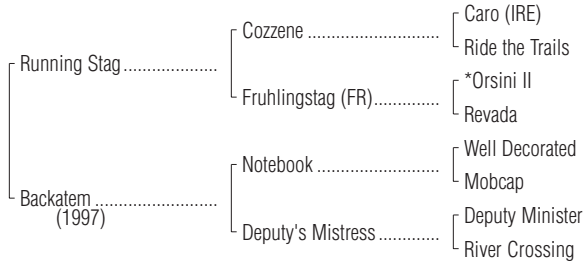 Caro (IRE)
Cozzene ........................
Ride the Trails
Running Stag...................
*Orsini II
Fruhlingstag (FR).............
Revada
Well Decorated
Notebook ......................
Mobcap
Backatem .........................
(1997)
Deputy Minister
Deputy's Mistress ............
River Crossing